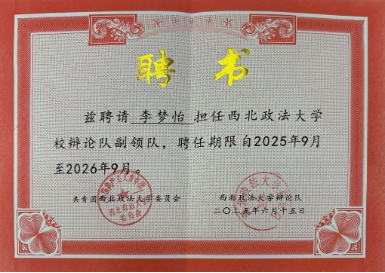 聘书
兹聘请 李梦怡 担任西北政法大学
校辩论队副领队，聘任期限自2025年9月
至2026年9月。
共青团西北政法大学委员会
西北政法大学辩论队
二〇二五年六月十五日